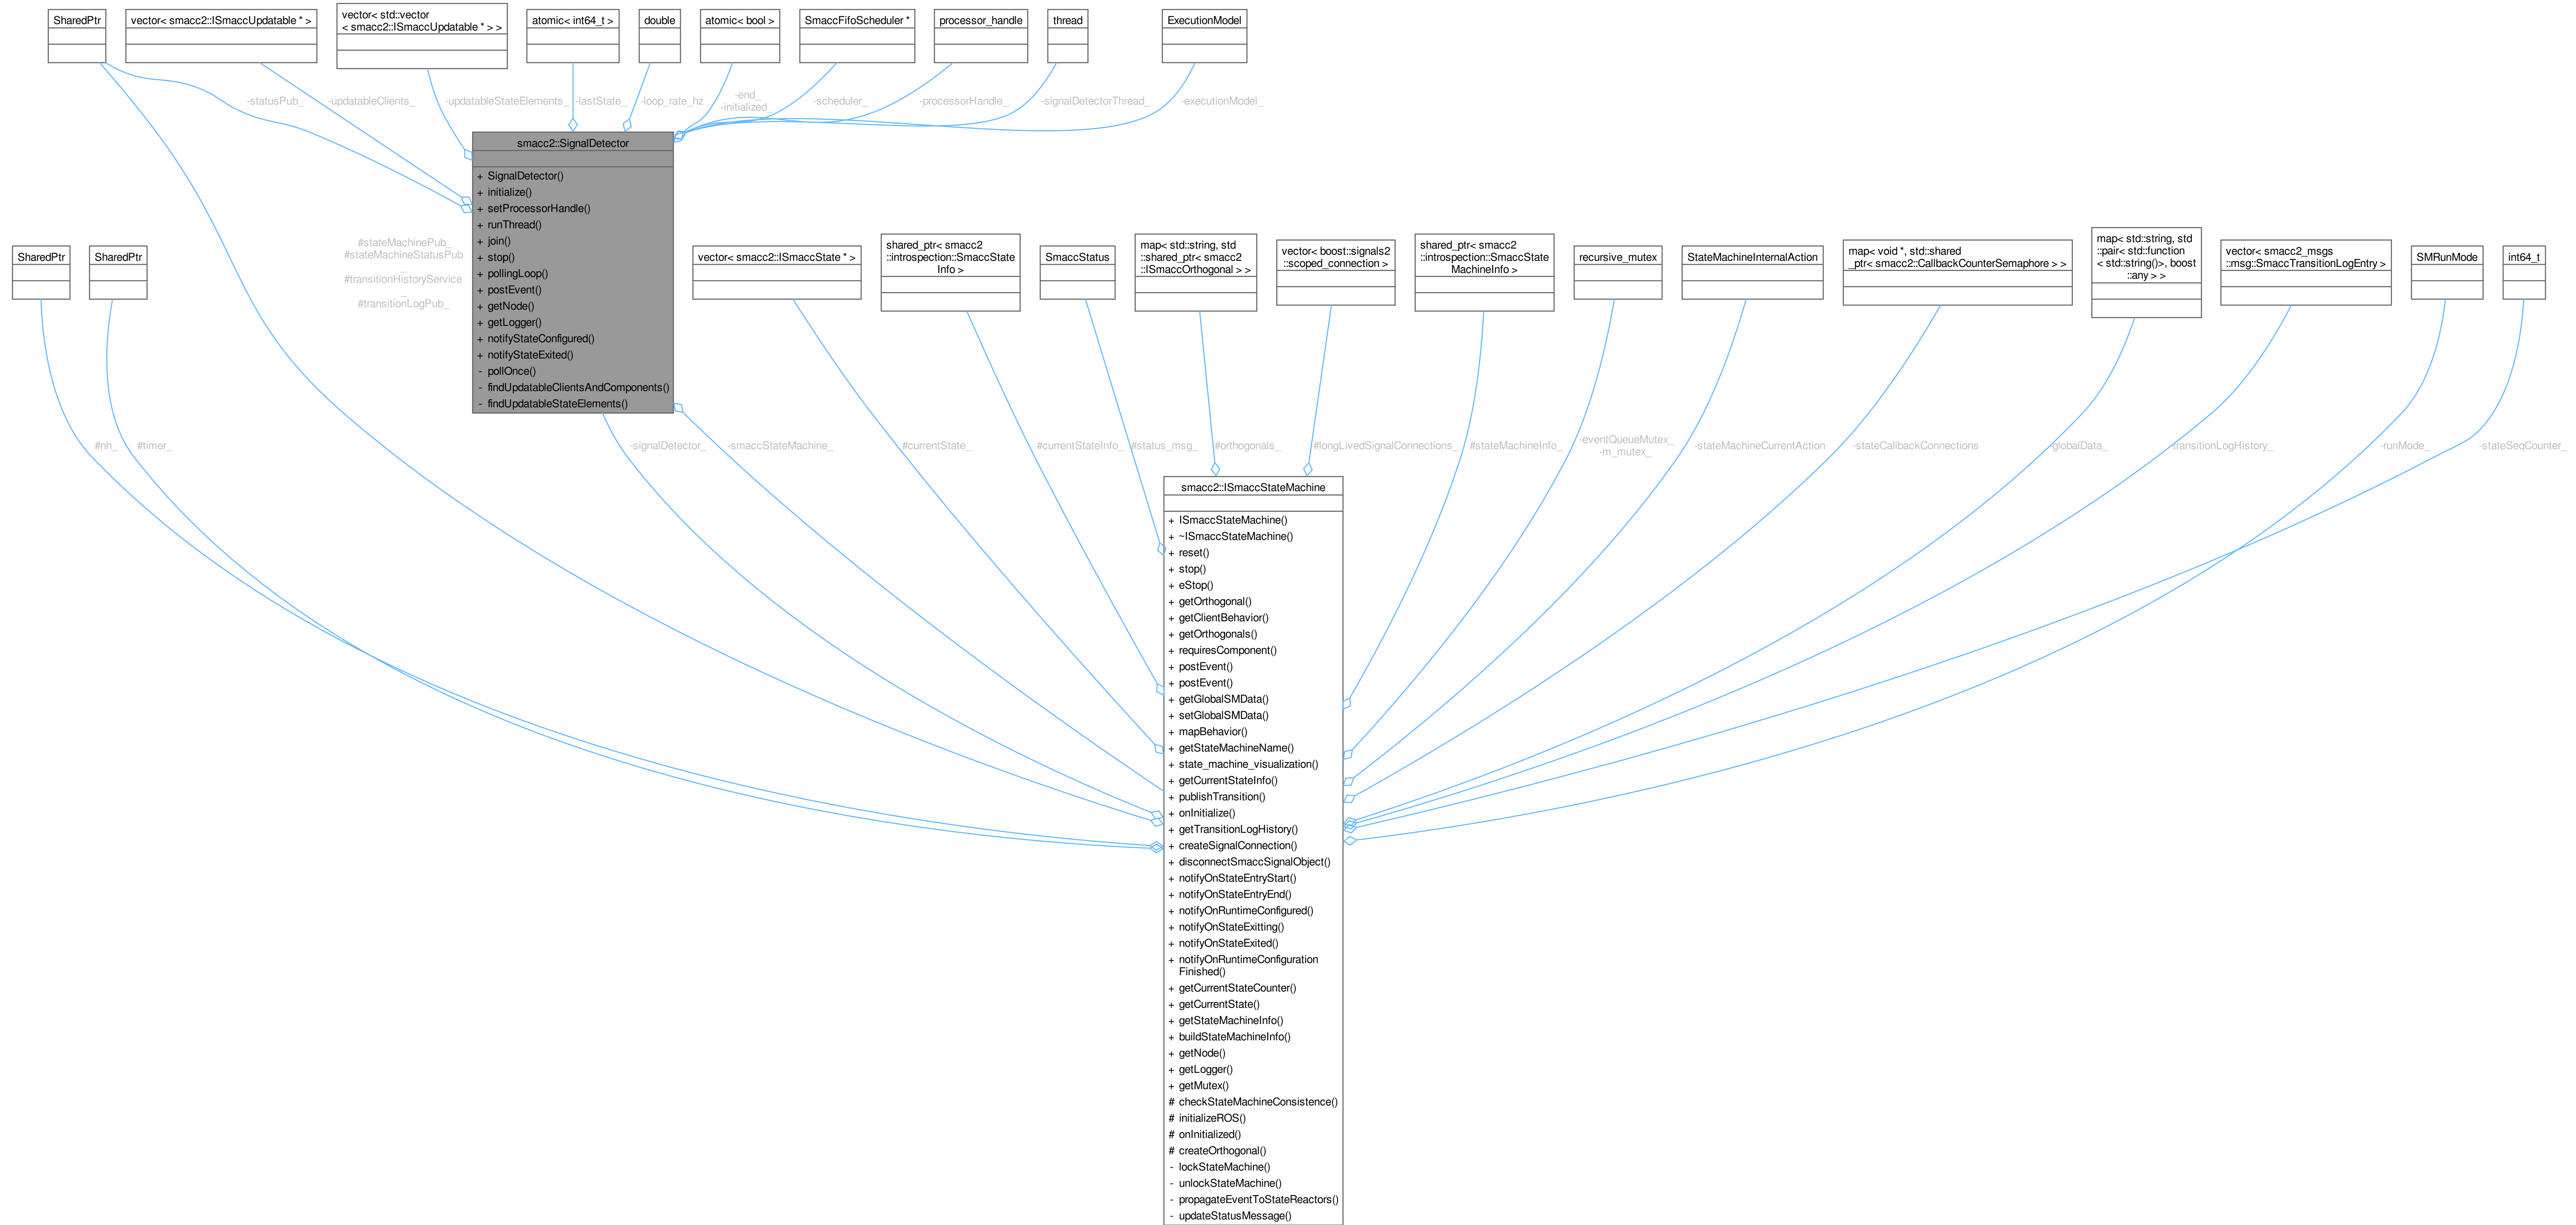 SharedPtr
vector< smacc2::ISmaccUpdatable * >
vector< std::vector
< smacc2::ISmaccUpdatable * > >
atomic< int64_t >
double
atomic< bool >
SmaccFifoScheduler *
processor_handle
thread
ExecutionModel
-statusPub_
-updatableClients_
-updatableStateElements_
-lastState_
-loop_rate_hz_
-end_
-initialized_
-scheduler_
-processorHandle_
-signalDetectorThread_
-executionModel_
smacc2::SignalDetector
+ SignalDetector()
+ initialize()
+ setProcessorHandle()
+ runThread()
+ join()
+ stop()
+ pollingLoop()
+ postEvent()
+ getNode()
+ getLogger()
+ notifyStateConfigured()
+ notifyStateExited()
- pollOnce()
- findUpdatableClientsAndComponents()
- findUpdatableStateElements()
#stateMachinePub_
#stateMachineStatusPub
_
#transitionHistoryService
_
#transitionLogPub_
SharedPtr
SharedPtr
vector< smacc2::ISmaccState * >
shared_ptr< smacc2
::introspection::SmaccState
Info >
SmaccStatus
map< std::string, std
::shared_ptr< smacc2
::ISmaccOrthogonal > >
vector< boost::signals2
::scoped_connection >
shared_ptr< smacc2
::introspection::SmaccState
MachineInfo >
recursive_mutex
StateMachineInternalAction
map< void *, std::shared
_ptr< smacc2::CallbackCounterSemaphore > >
map< std::string, std
::pair< std::function
< std::string()>, boost
::any > >
vector< smacc2_msgs
::msg::SmaccTransitionLogEntry >
SMRunMode
int64_t
#nh_
#timer_
-signalDetector_
-smaccStateMachine_
#currentState_
#currentStateInfo_
#status_msg_
#orthogonals_
#longLivedSignalConnections_
#stateMachineInfo_
-eventQueueMutex_
-m_mutex_
-stateMachineCurrentAction
-stateCallbackConnections
-globalData_
-transitionLogHistory_
-runMode_
-stateSeqCounter_
smacc2::ISmaccStateMachine
+ ISmaccStateMachine()
+ ~ISmaccStateMachine()
+ reset()
+ stop()
+ eStop()
+ getOrthogonal()
+ getClientBehavior()
+ getOrthogonals()
+ requiresComponent()
+ postEvent()
+ postEvent()
+ getGlobalSMData()
+ setGlobalSMData()
+ mapBehavior()
+ getStateMachineName()
+ state_machine_visualization()
+ getCurrentStateInfo()
+ publishTransition()
+ onInitialize()
+ getTransitionLogHistory()
+ createSignalConnection()
+ disconnectSmaccSignalObject()
+ notifyOnStateEntryStart()
+ notifyOnStateEntryEnd()
+ notifyOnRuntimeConfigured()
+ notifyOnStateExitting()
+ notifyOnStateExited()
+ notifyOnRuntimeConfiguration
Finished()
+ getCurrentStateCounter()
+ getCurrentState()
+ getStateMachineInfo()
+ buildStateMachineInfo()
+ getNode()
+ getLogger()
+ getMutex()
# checkStateMachineConsistence()
# initializeROS()
# onInitialized()
# createOrthogonal()
- lockStateMachine()
- unlockStateMachine()
- propagateEventToStateReactors()
- updateStatusMessage()